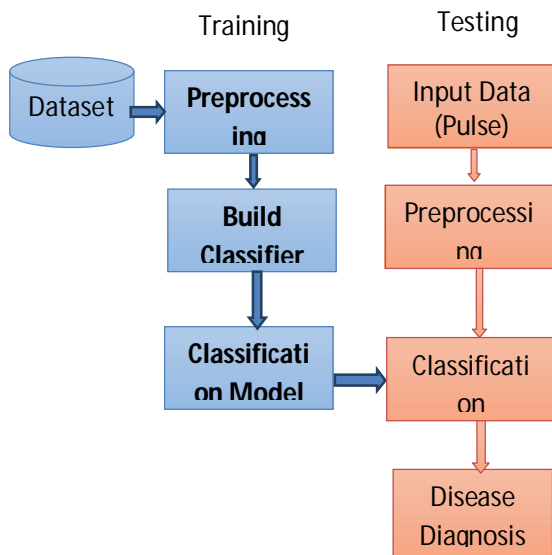 Training
Testing
Dataset
Preprocess
ing
Build
Classifier
Classificati
on Model
Input Data
(Pulse)
Preprocessi
ng
Classificati
on
Disease
Diagnosis